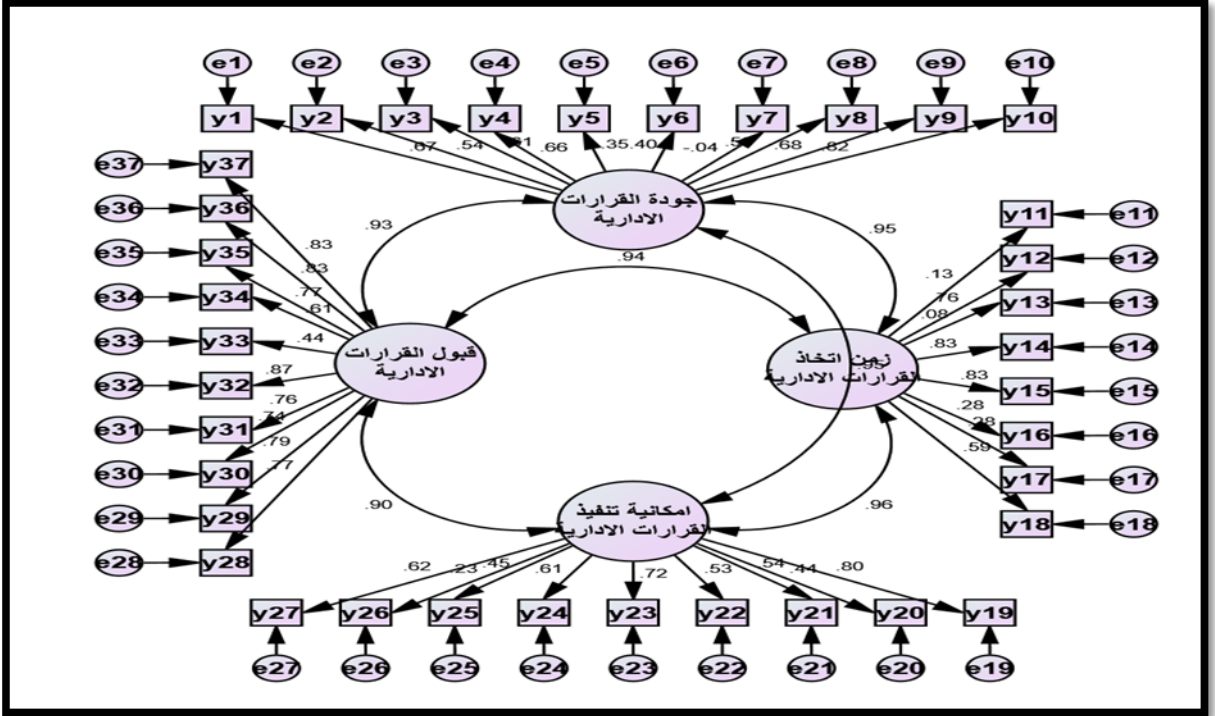 e1 e2 e3 e4 e5 e6 e7 e8 e9 e10
y1 y2 y3 y4 y5 y6 y7 y8 y9 y10
.67 .54 .66 .35 .40 -.04 .68 .82
جودة القرارات
الادارية
e37 y37
e36 y36
e35 y35
e34 y34
e33 y33
e32 y32
e31 y31
e30 y30
e29 y29
e28 y28
.83
.83
.77
.61
.44
.87
.76
.74
.79
.77
قبول القرارات
الادارية
.93
.94
.95
.90
.96
y11 e11
y12 e12
y13 e13
y14 e14
y15 e15
y16 e16
y17 e17
y18 e18
.13
.76
.08
.83
.83
.28
.59
زمن اتخاذ
القرارات الادارية
امكانية تنفيذ
القرارات الادارية
.62 .23 .45 .61 .72 .53 .54 .44 .80
y27 y26 y25 y24 y23 y22 y21 y20 y19
e27 e26 e25 e24 e23 e22 e21 e20 e19